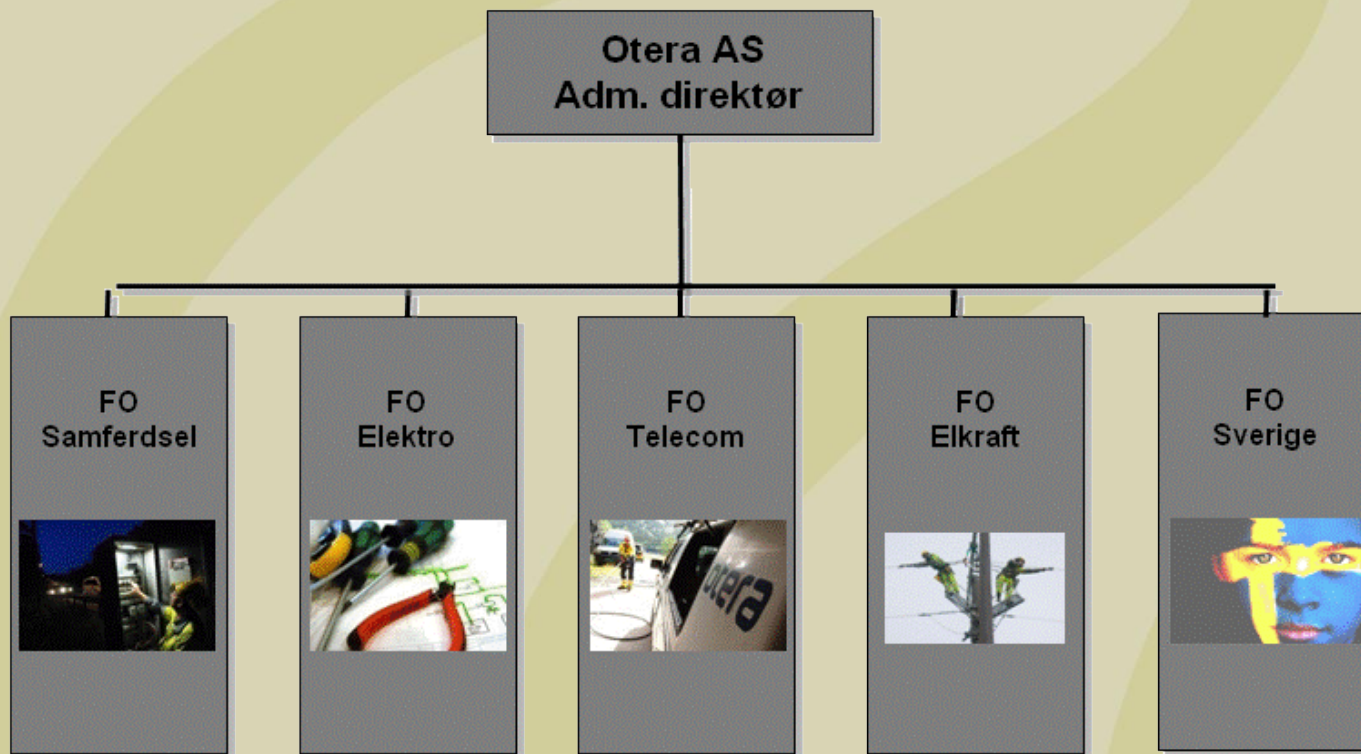 Otera AS
Adm. direktør
FO
Samferdsel
FO
Elektro
FO
Telecom
FO
Elkraft
FO
Sverige
otera